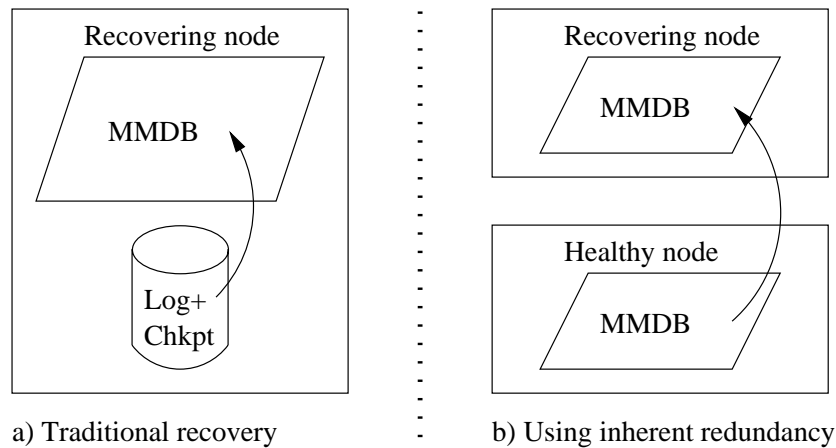 Recovering node
MMDB
Log+
Chkpt
a) Traditional recovery
Recovering node
MMDB
Healthy node
MMDB
b) Using inherent redundancy